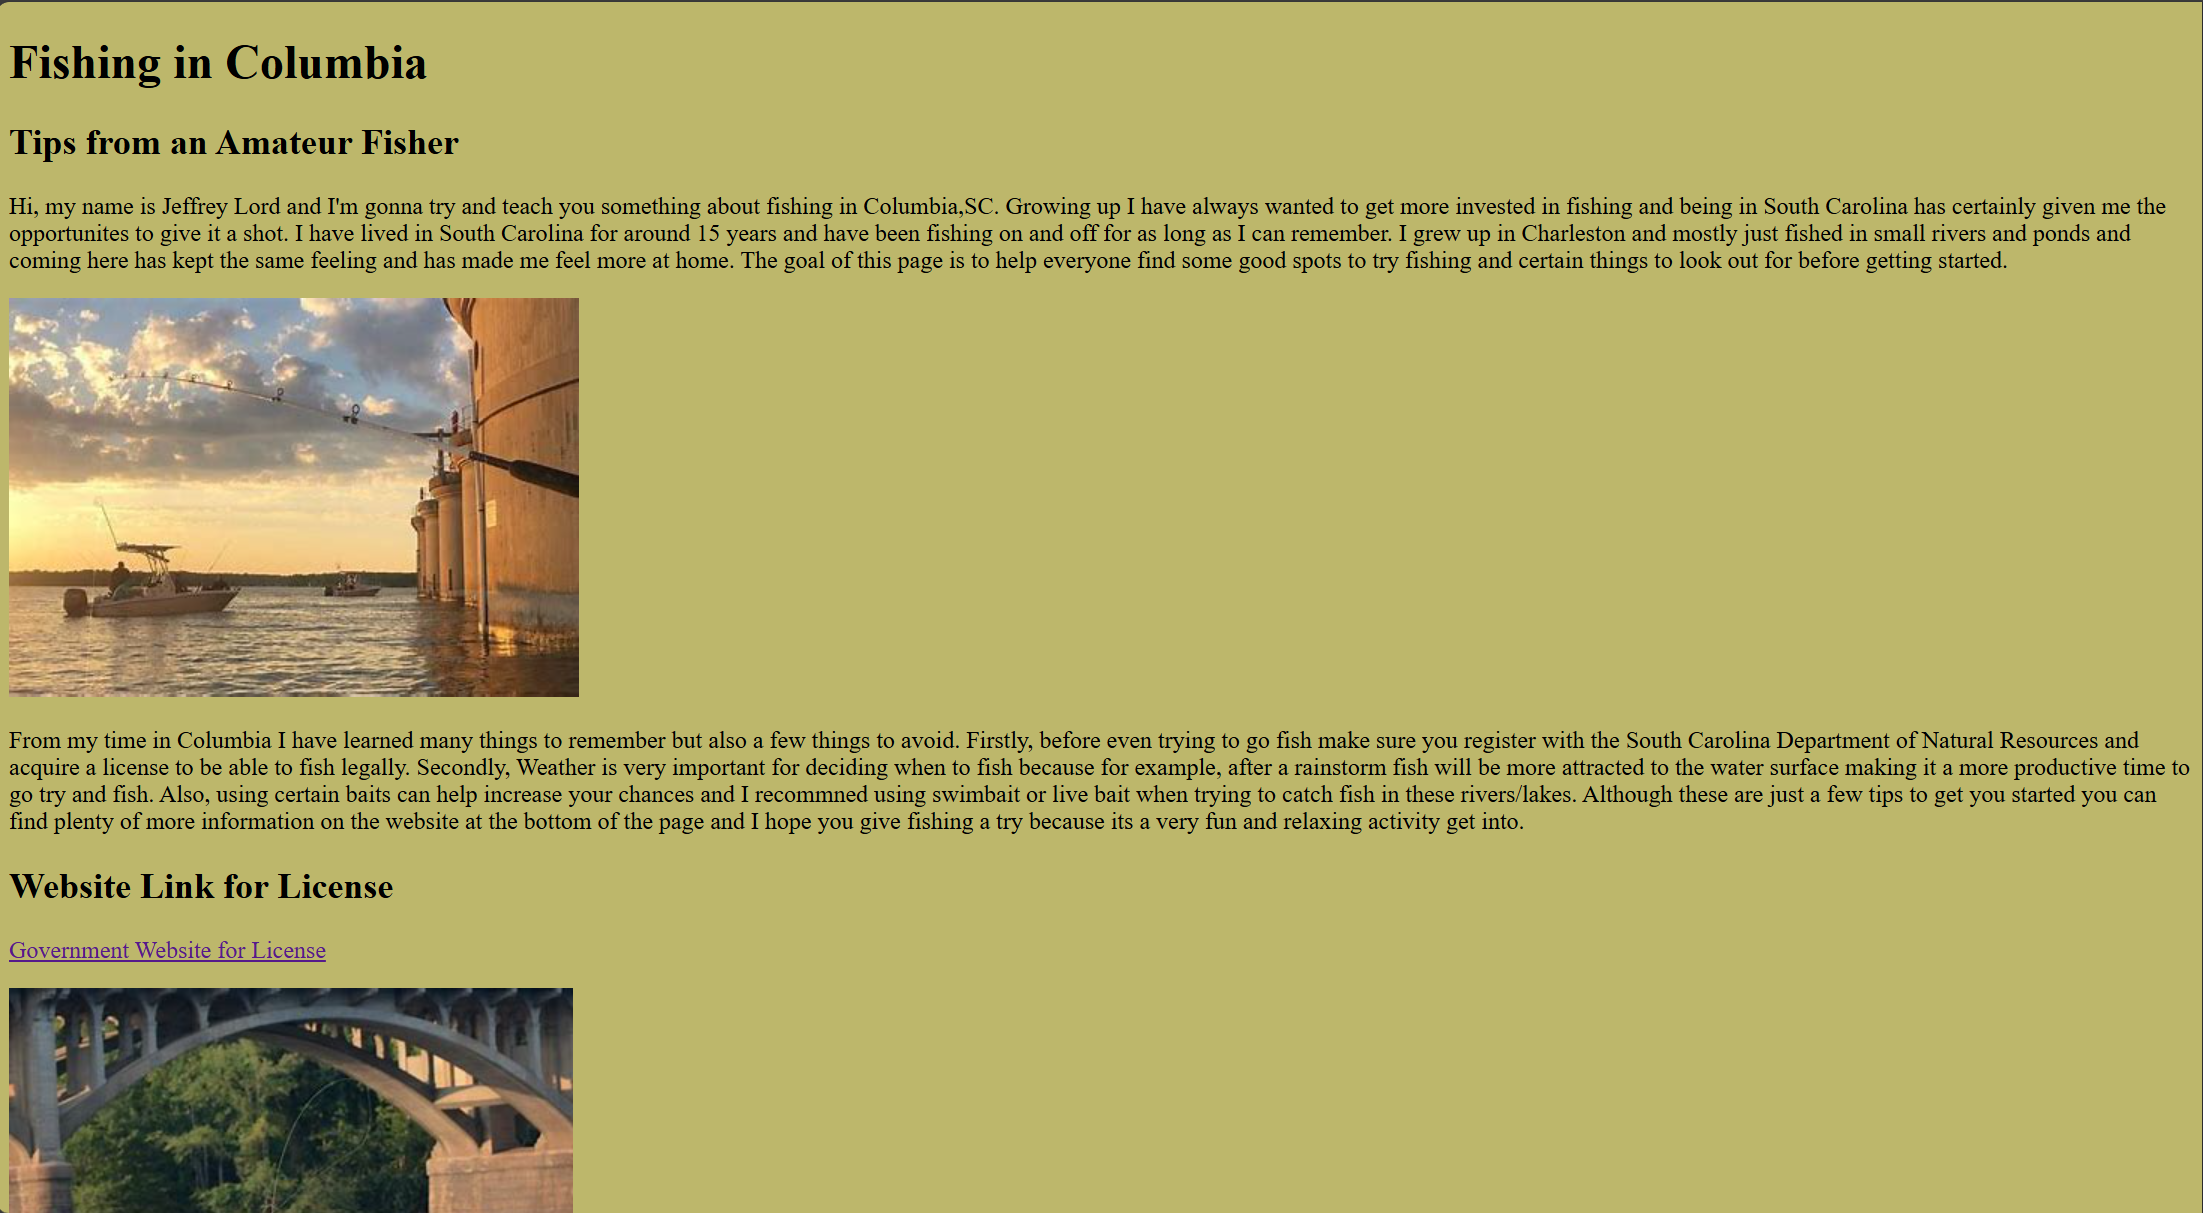 Fishing in Columbia
Tips from an Amateur Fisher
Hi, my name is Jeffrey Lord and I'm gonna try and teach you something about fishing in Columbia,SC. Growing up I have always wanted to get more invested in fishing and being in South Carolina has certainly given me the
opportunites to give it a shot. I have lived in South Carolina for around 15 years and have been fishing on and off for as long as I can remember. I grew up in Charleston and mostly just fished in small rivers and ponds and
coming here has kept the same feeling and has made me feel more at home. The goal of this page is to help everyone find some good spots to try fishing and certain things to look out for before getting started.
From my time in Columbia I have learned many things to remember but also a few things to avoid. Firstly, before even trying to go fish make sure you register with the South Carolina Department of Natural Resources and
acquire a license to be able to fish legally. Secondly, Weather is very important for deciding when to fish because for example, after a rainstorm fish will be more attracted to the water surface making it a more productive time to
go try and fish. Also, using certain baits can help increase your chances and I recommned using swimbait or live bait when trying to catch fish in these rivers/lakes. Although these are just a few tips to get you started you can
find plenty of more information on the website at the bottom of the page and I hope you give fishing a try because its a very fun and relaxing activity get into.
Website Link for License
Government Website for License